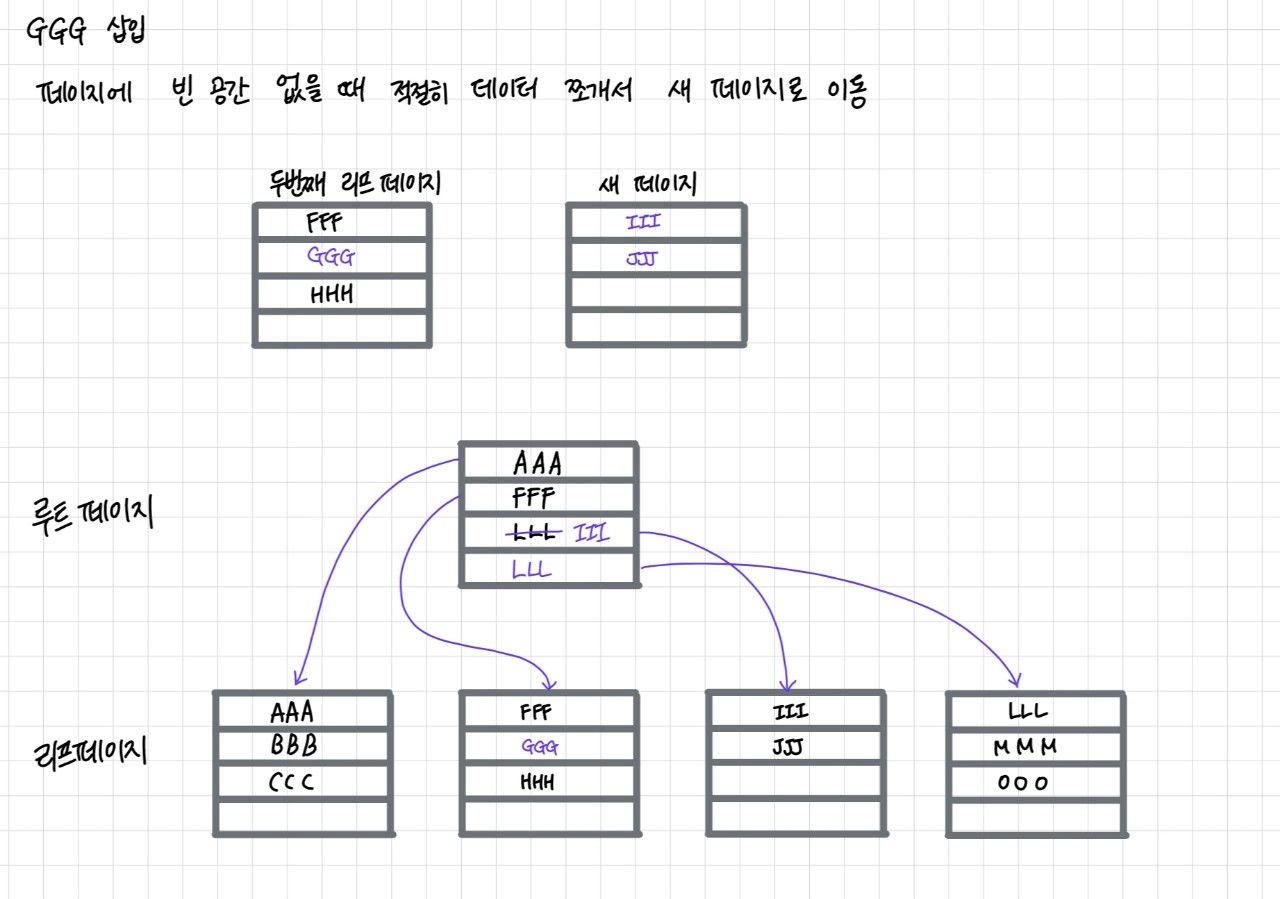 GGG 삽입
페이지에 빈 공간 없을 때 적절히 데이터 쪼개서 새 페이지로 이동
두번째 리프 페이지
FFF
GGG
HHH
새 페이지
III
JJJ
루트 페이지
AAA
FFF
LLL III
LLL
리프페이지
AAA
BBB
CCC
FFF
GGG
HHH
III
JJJ
LLL
MMM
OOO